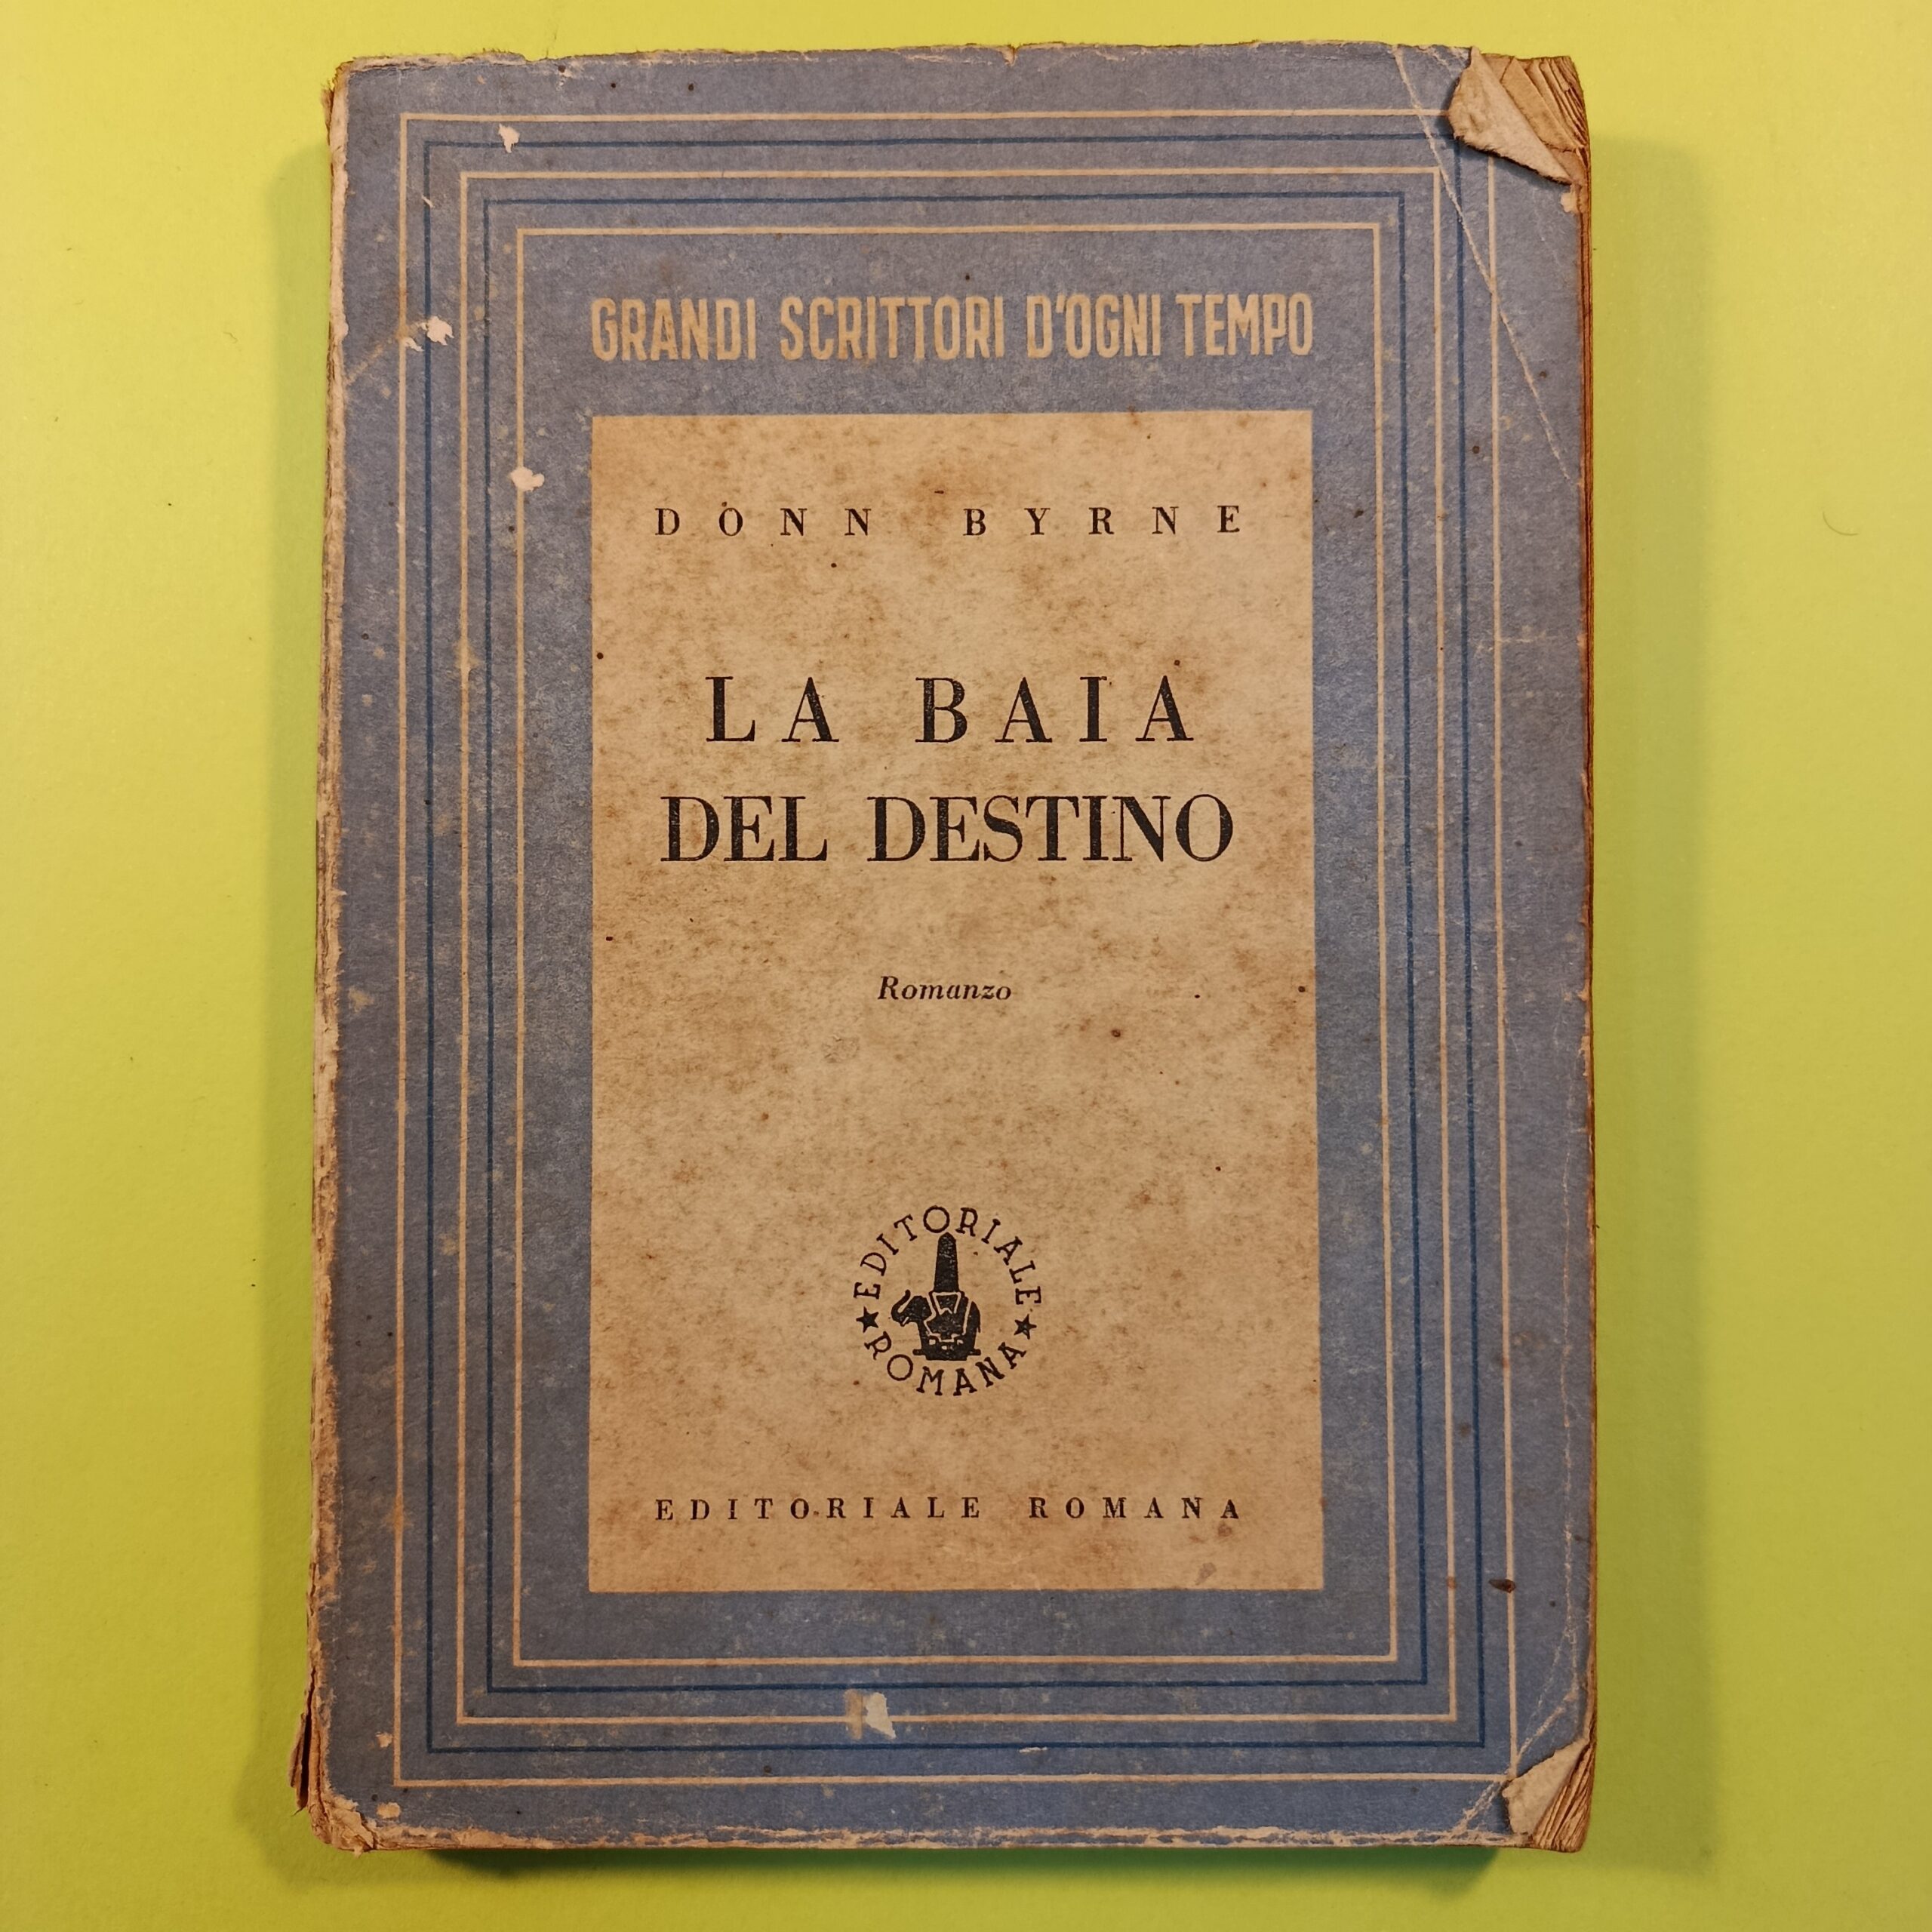 GRANDI SCRITTORI D'OGNI TEMPO
DONN BYRNE
LA BAIA
DEL DESTINO
Romanzo
EDITORIALE
★ ROMANA ★
EDITORIALE ROMANA